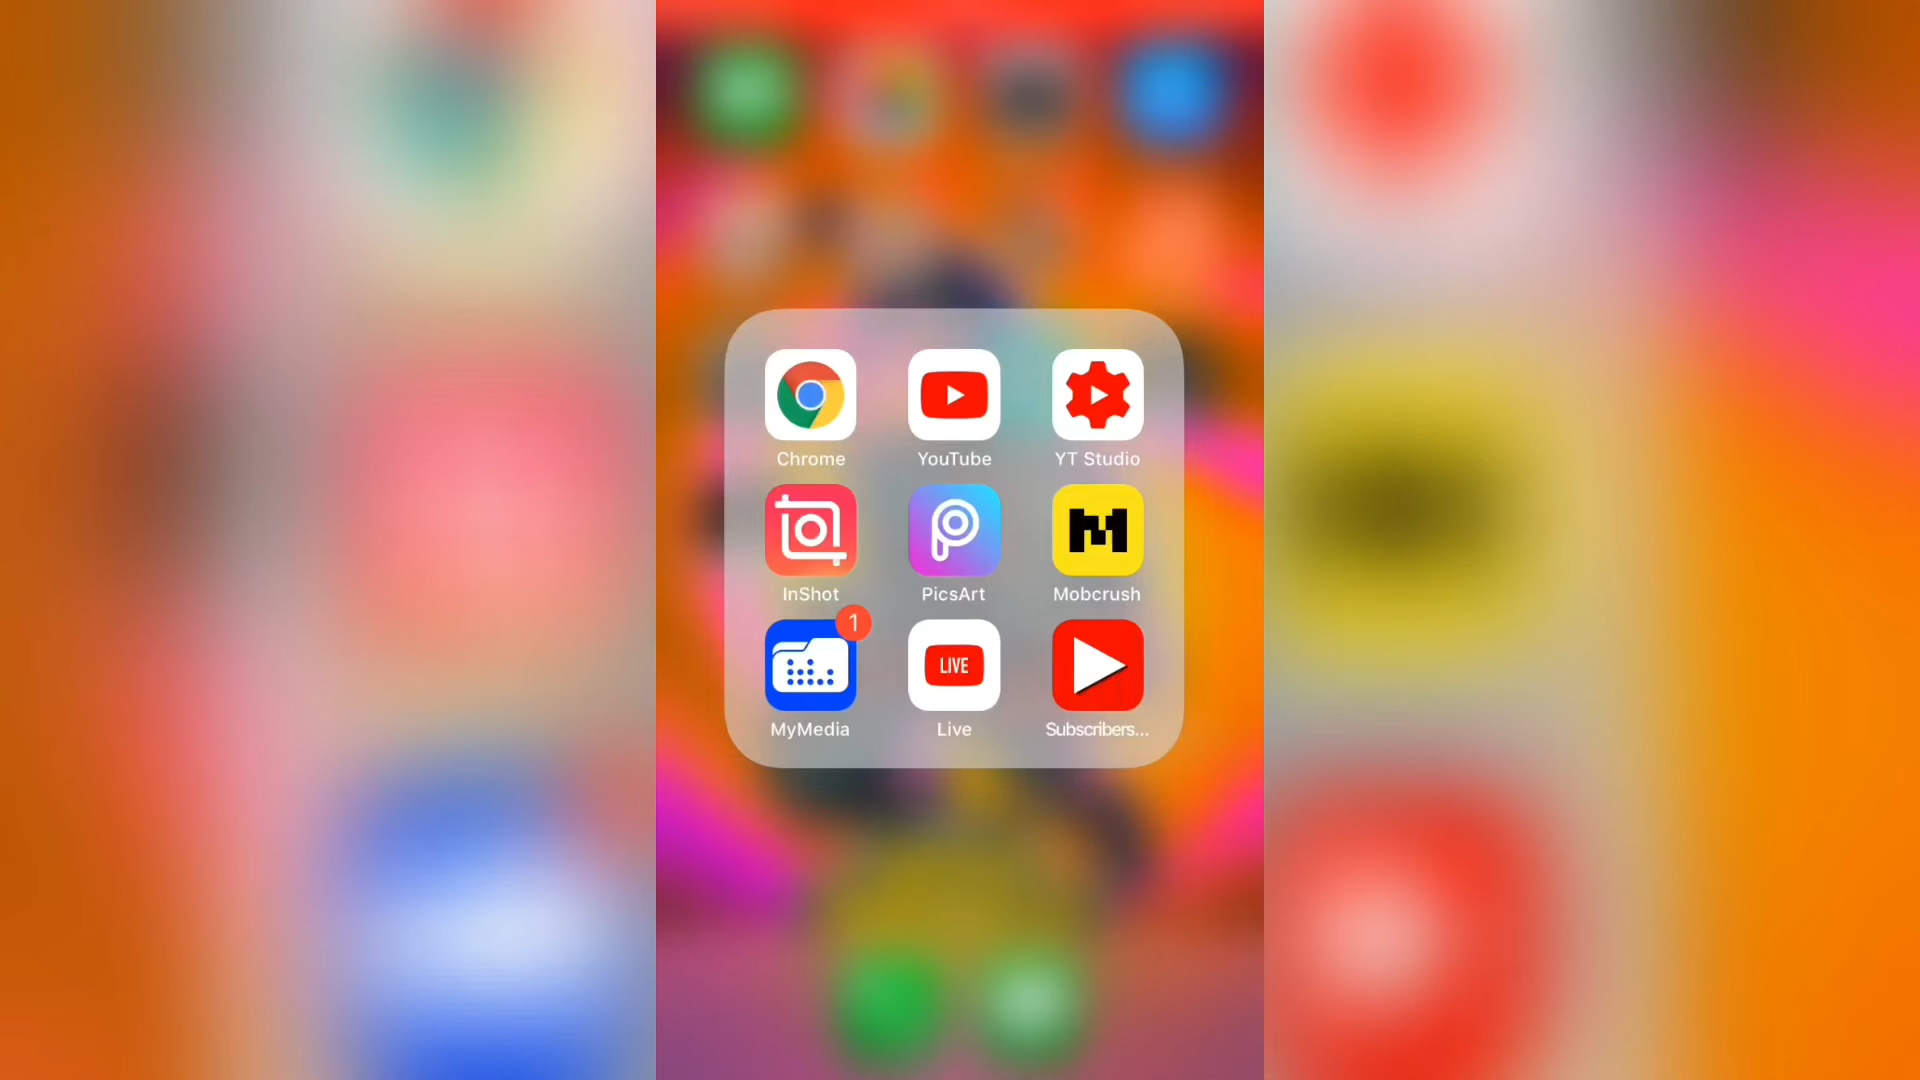 Chrome YouTube YT Studio
InShot PicsArt Mobcrush
1
LIVE
MyMedia Live Subscribers...